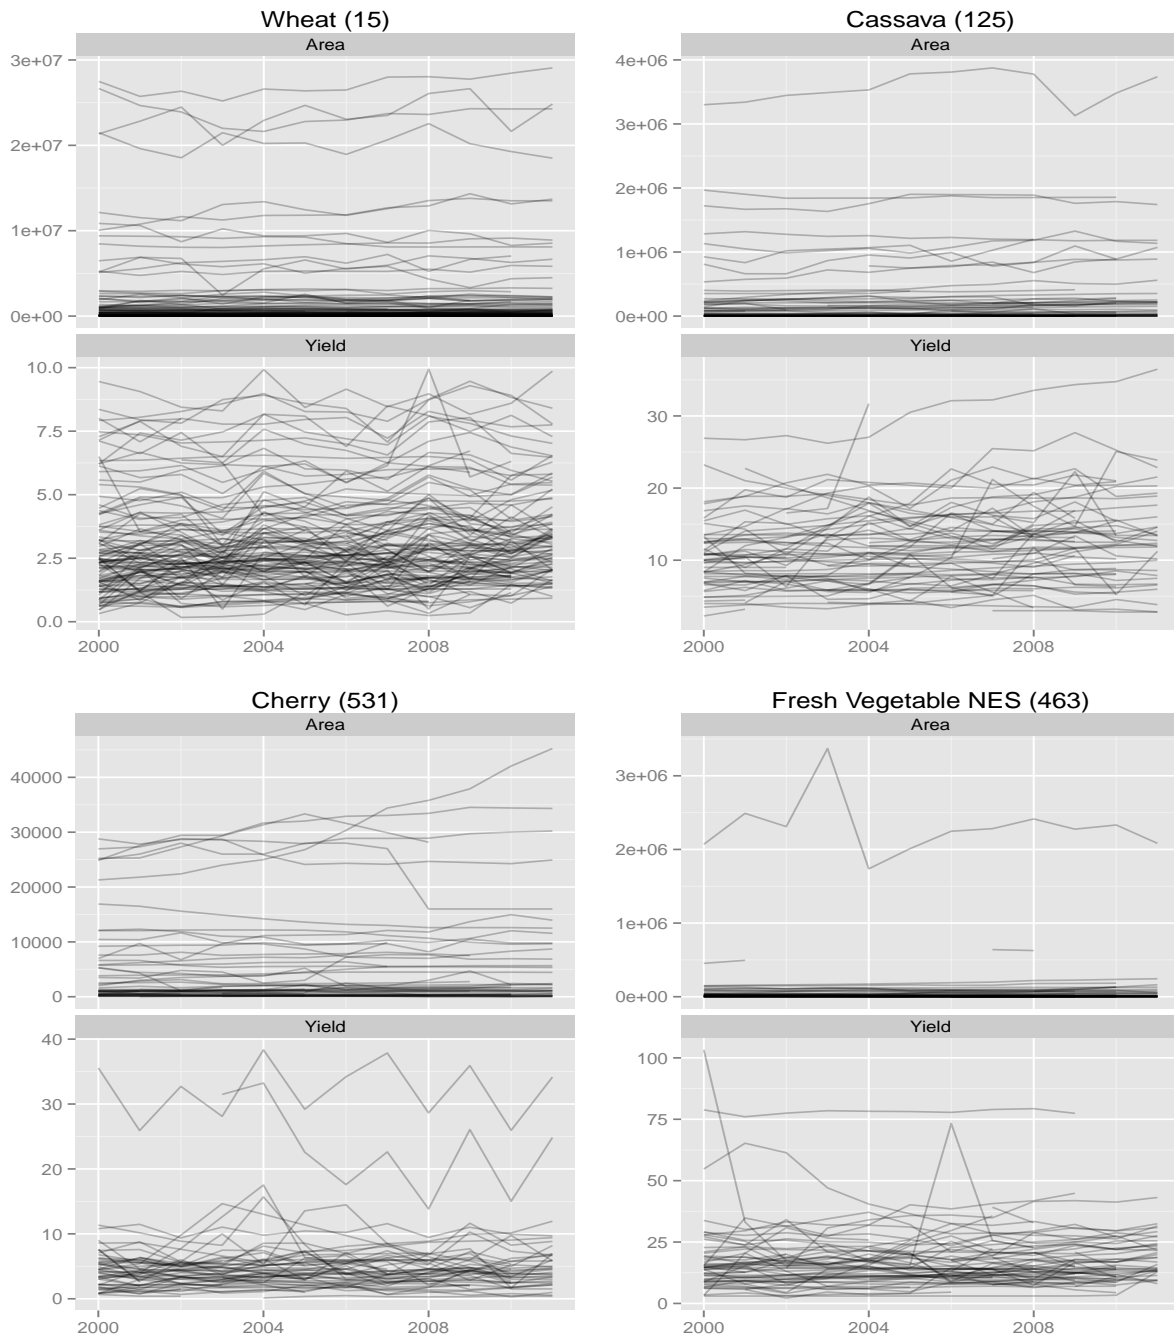 Wheat (15)
Area
3e+07
2e+07
1e+07
0e+00
Yield
10.0
7.5
5.0
2.5
0.0
2000 2004 2008
Cassava (125)
Area
4e+06
3e+06
2e+06
1e+06
0e+00
Yield
30
20
10
2000 2004 2008
Cherry (531)
Area
40000
30000
20000
10000
0
Yield
40
30
20
10
0
2000 2004 2008
Fresh Vegetable NES (463)
Area
3e+06
2e+06
1e+06
0e+00
Yield
100
75
50
25
0
2000 2004 2008